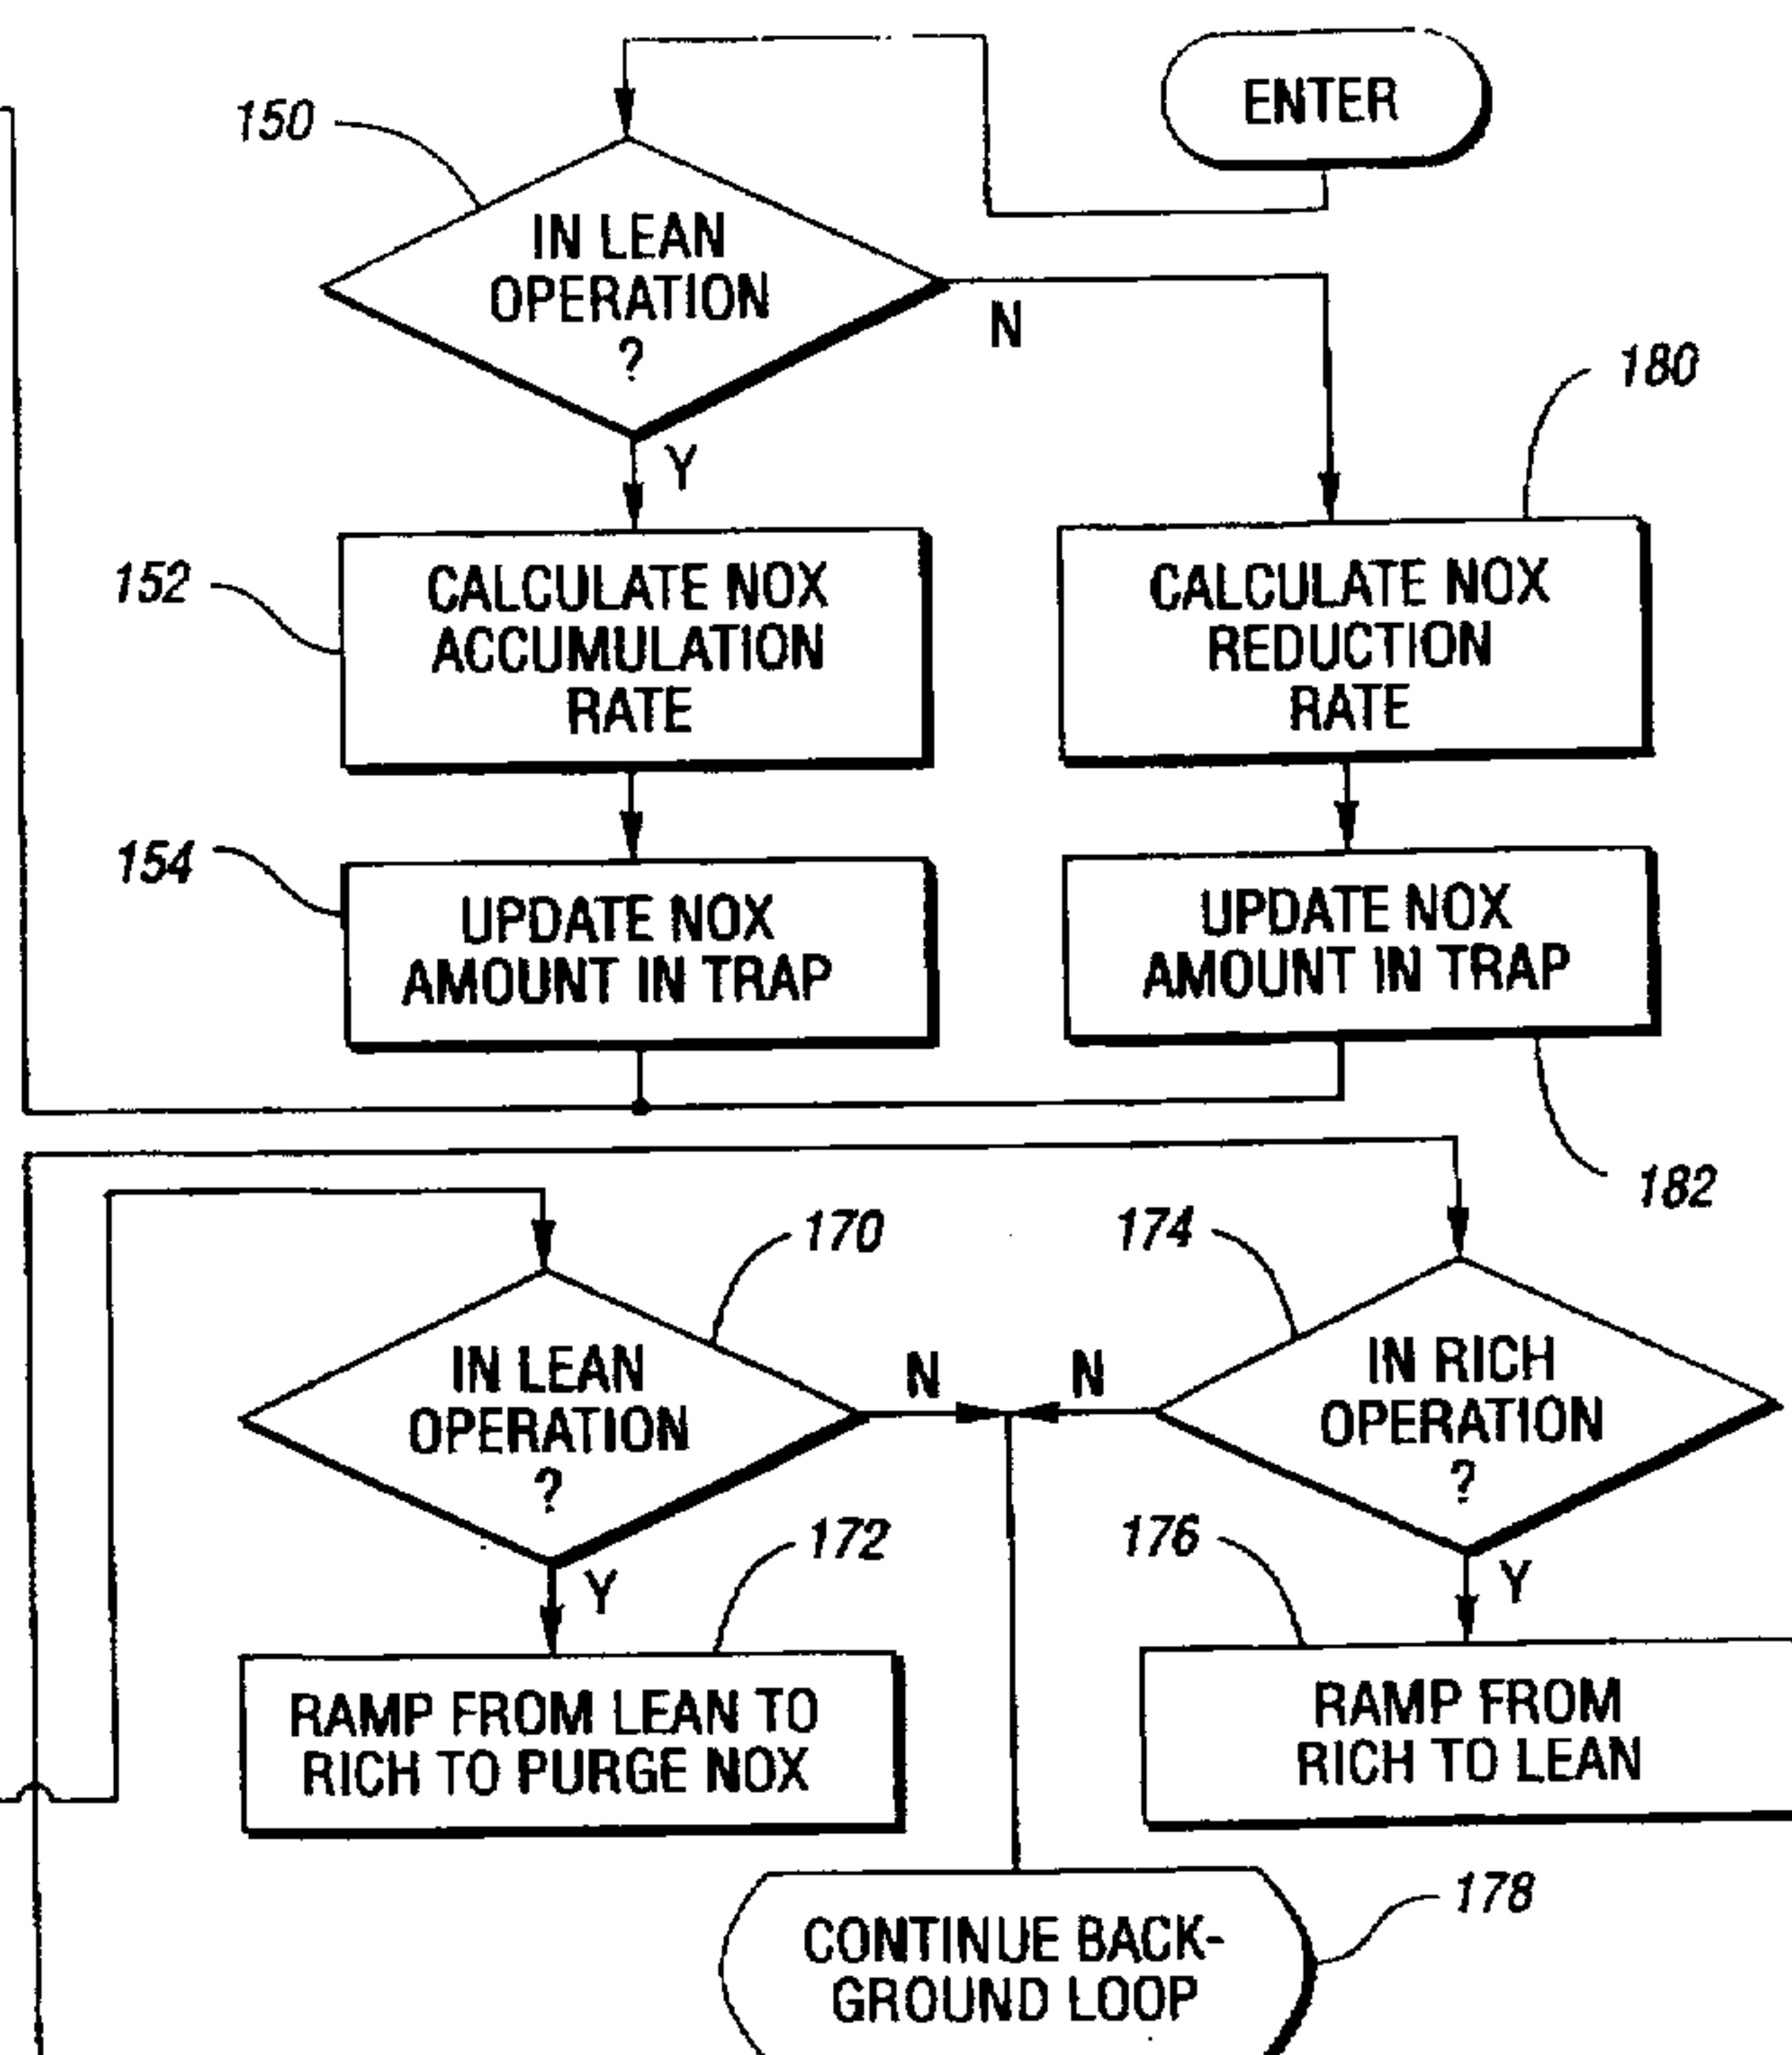 ENTER
150
IN LEAN
OPERATION
?
N
Y
180
152
CALCULATE NOX
ACCUMULATION
RATE
CALCULATE NOX
REDUCTION
RATE
154
UPDATE NOX
AMOUNT IN TRAP
UPDATE NOX
AMOUNT IN TRAP
182
170
174
IN LEAN
OPERATION
?
N
N
IN RICH
OPERATION
?
172
176
Y
Y
RAMP FROM LEAN TO
RICH TO PURGE NOX
RAMP FROM
RICH TO LEAN
178
CONTINUE BACK-
GROUND LOOP